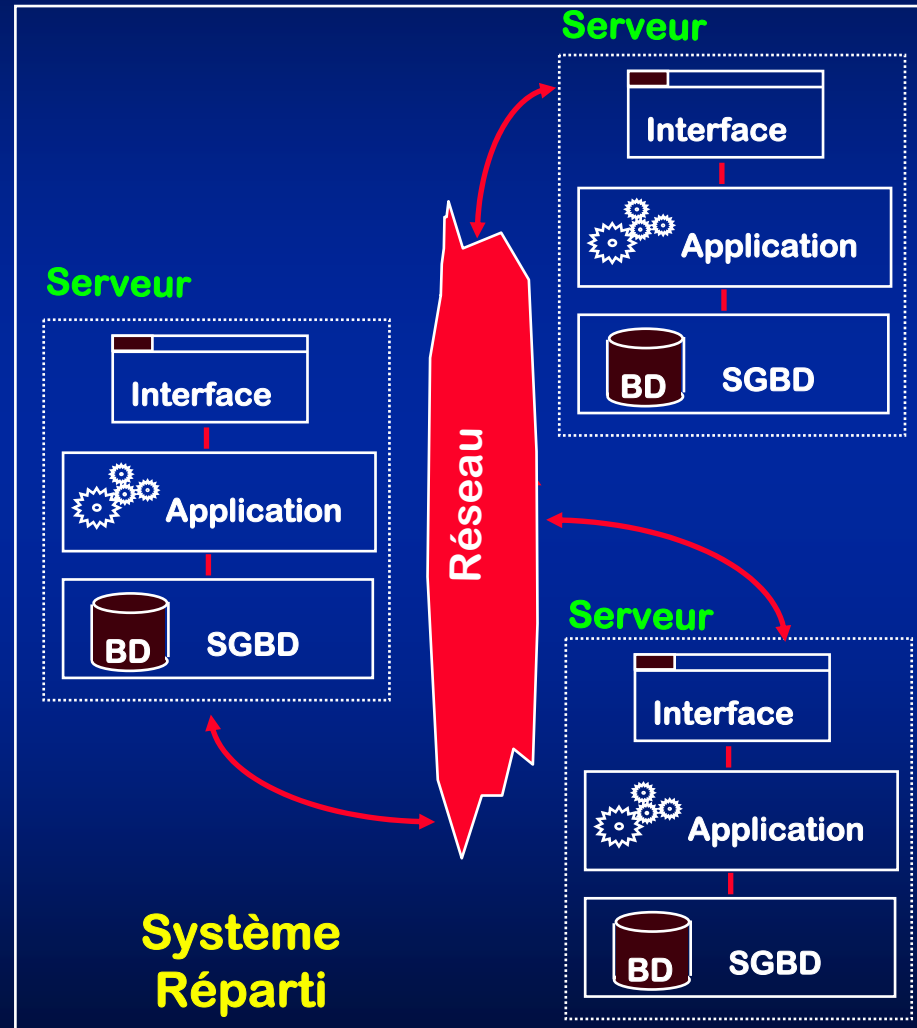 Serveur
Interface
Application
BD SGBD
Serveur
Interface
Application
BD SGBD
Réseau
Serveur
Interface
Application
BD SGBD
Système
Réparti